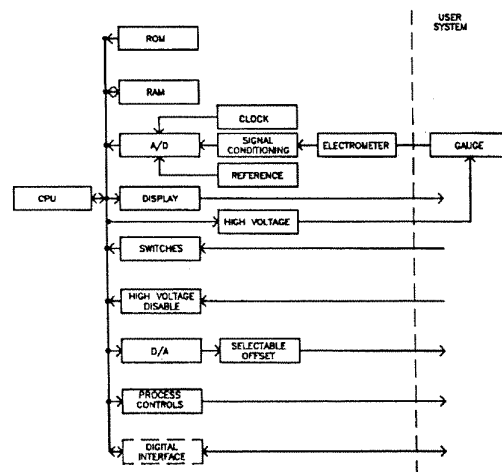 USER
SYSTEM
ROM
RAM
CLOCK
A/D
SIGNAL
CONDITIONING
ELECTROMETER
GAUGE
REFERENCE
CPU
DISPLAY
HIGH VOLTAGE
SWITCHES
HIGH VOLTAGE
DISABLE
D/A
SELECTABLE
OFFSET
PROCESS
CONTROLS
DIGITAL
INTERFACE